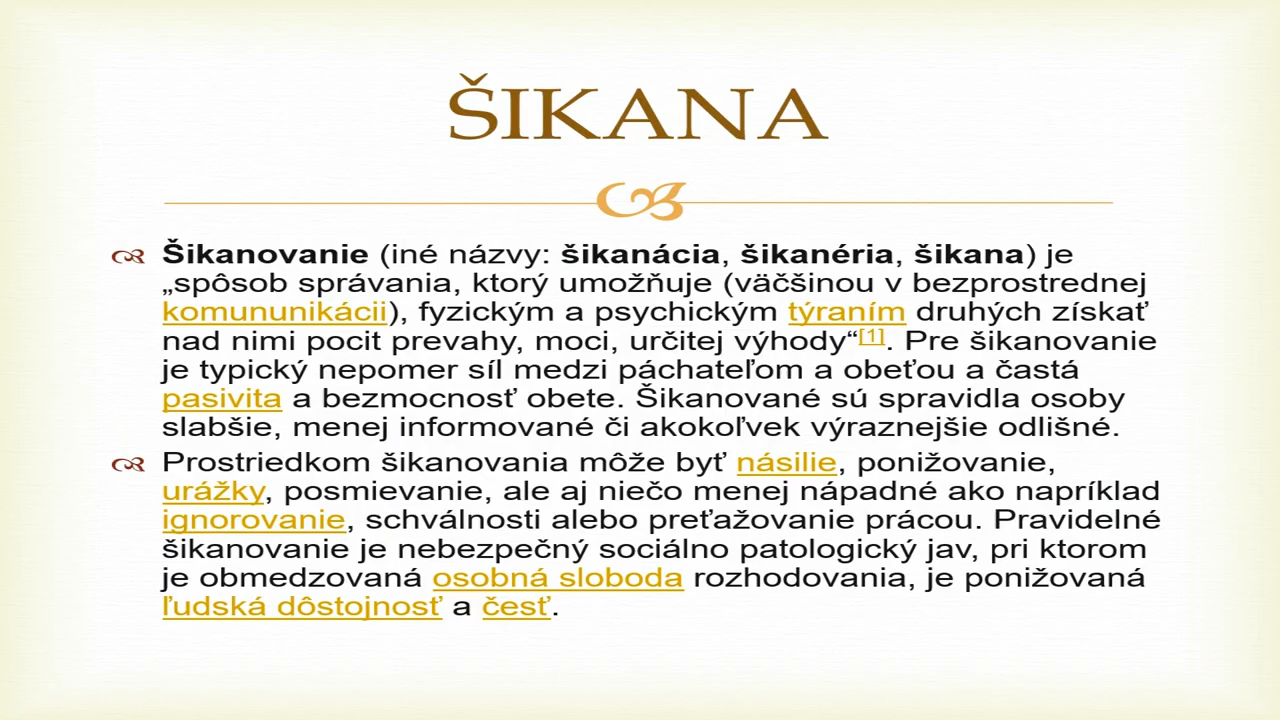 ŠIKANA
Šikanovanie (iné názvy: šikanácia, šikanéria, šikana) je
„spôsob správania, ktorý umožňuje (väčšinou v bezprostrednej
komununikácii), fyzickým a psychickým týraním druhých získať
nad nimi pocit prevahy, moci, určitej výhody“[1]. Pre šikanovanie
je typický nepomer síl medzi páchateľom a obeťou a častá
pasivita a bezmocnosť obete. Šikanované sú spravidla osoby
slabšie, menej informované či akokoľvek výraznejšie odlišné.
Prostriedkom šikanovania môže byť násilie, ponižovanie,
urážky, posmievanie, ale aj niečo menej nápadné ako napríklad
ignorovanie, schválnosti alebo preťažovanie prácou. Pravidelné
šikanovanie je nebezpečný sociálno patologický jav, pri ktorom
je obmedzovaná osobná sloboda rozhodovania, je ponižovaná
ľudská dôstojnosť a česť.